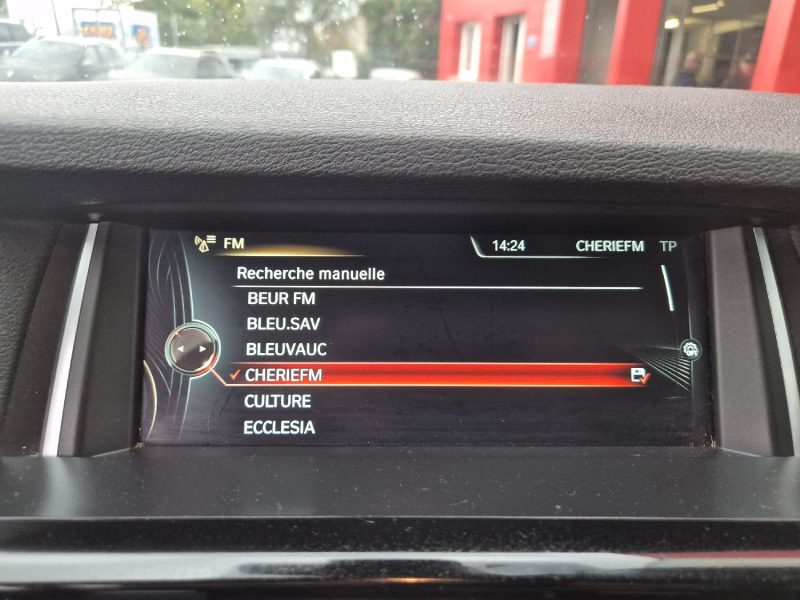 FM 14:24 CHERIEFM TP
Recherche manuelle
BEUR FM
BLEU.SAV
BLEUVAUC
CHERIEFM
CULTURE
ECCLESIA